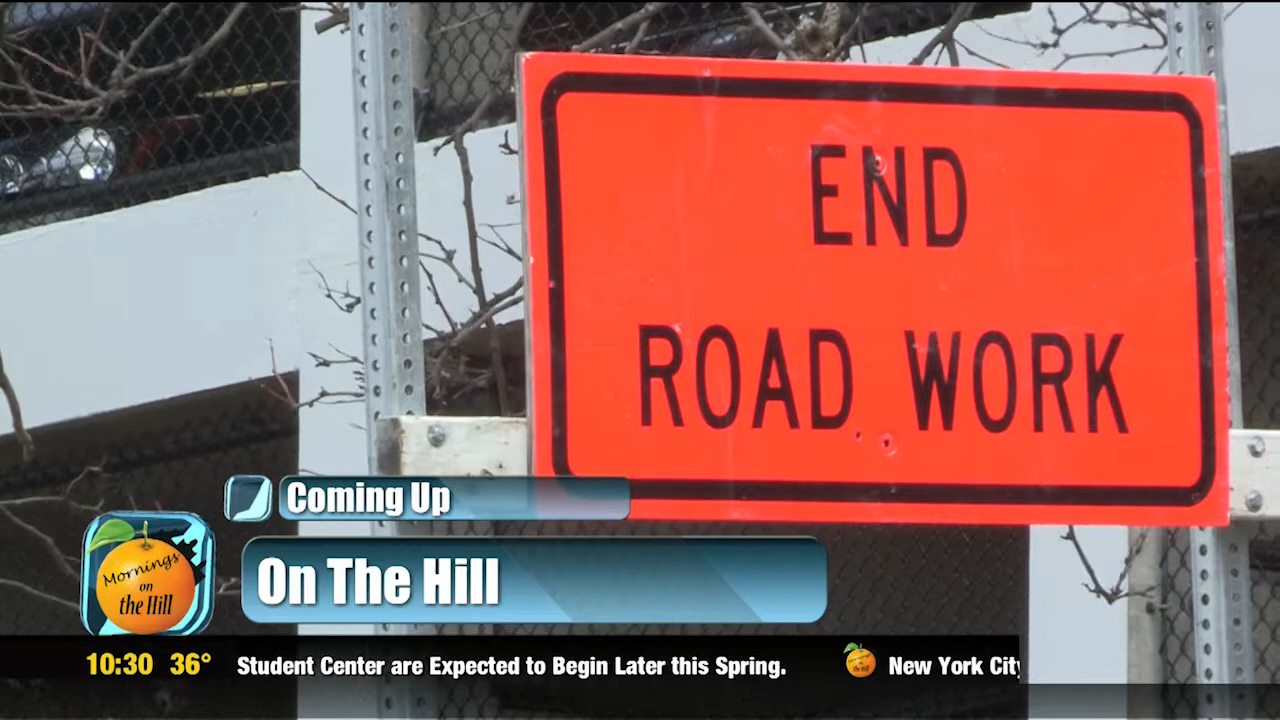 END
ROAD WORK
Coming Up
On The Hill
Mornings
on
the Hill
10:30 36° Student Center are Expected to Begin Later this Spring. New York City